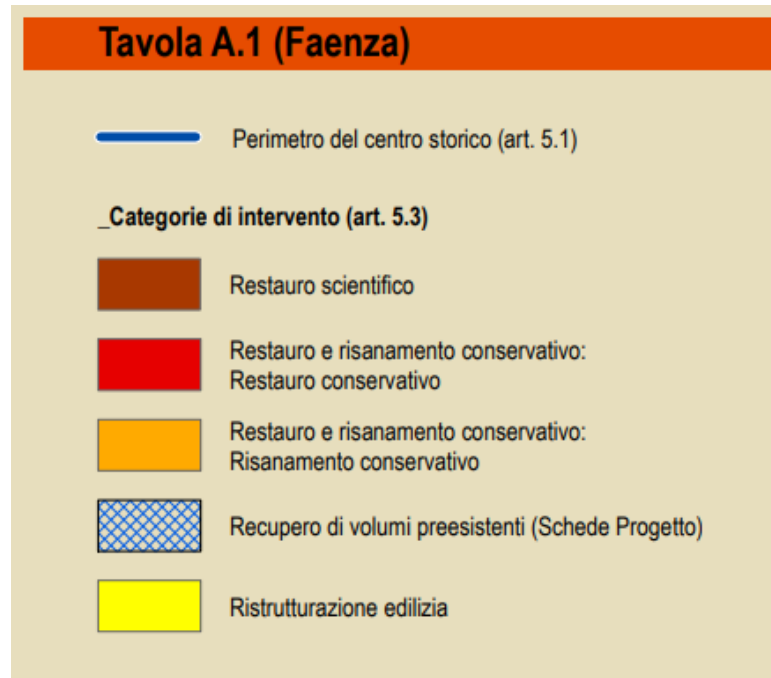 Tavola A.1 (Faenza)
Perimetro del centro storico (art. 5.1)
_Categorie di intervento (art. 5.3)
Restauro scientifico
Restauro e risanamento conservativo:
Restauro conservativo
Restauro e risanamento conservativo:
Risanamento conservativo
Recupero di volumi preesistenti (Schede Progetto)
Ristrutturazione edilizia